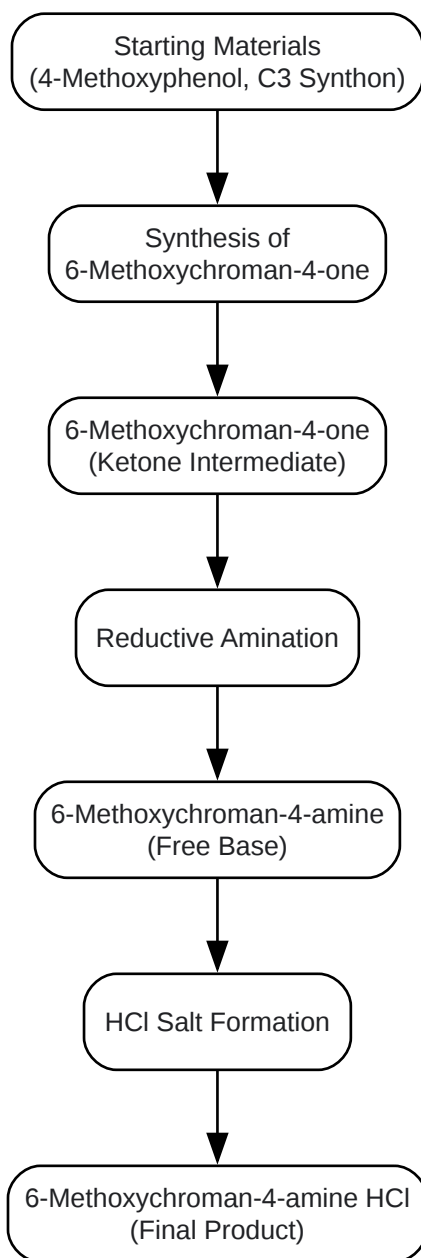 Starting Materials
(4-Methoxyphenol, C3 Synthon)
Synthesis of
6-Methoxychroman-4-one
6-Methoxychroman-4-one
(Ketone Intermediate)
Reductive Amination
6-Methoxychroman-4-amine
(Free Base)
HCl Salt Formation
6-Methoxychroman-4-amine HCl
(Final Product)